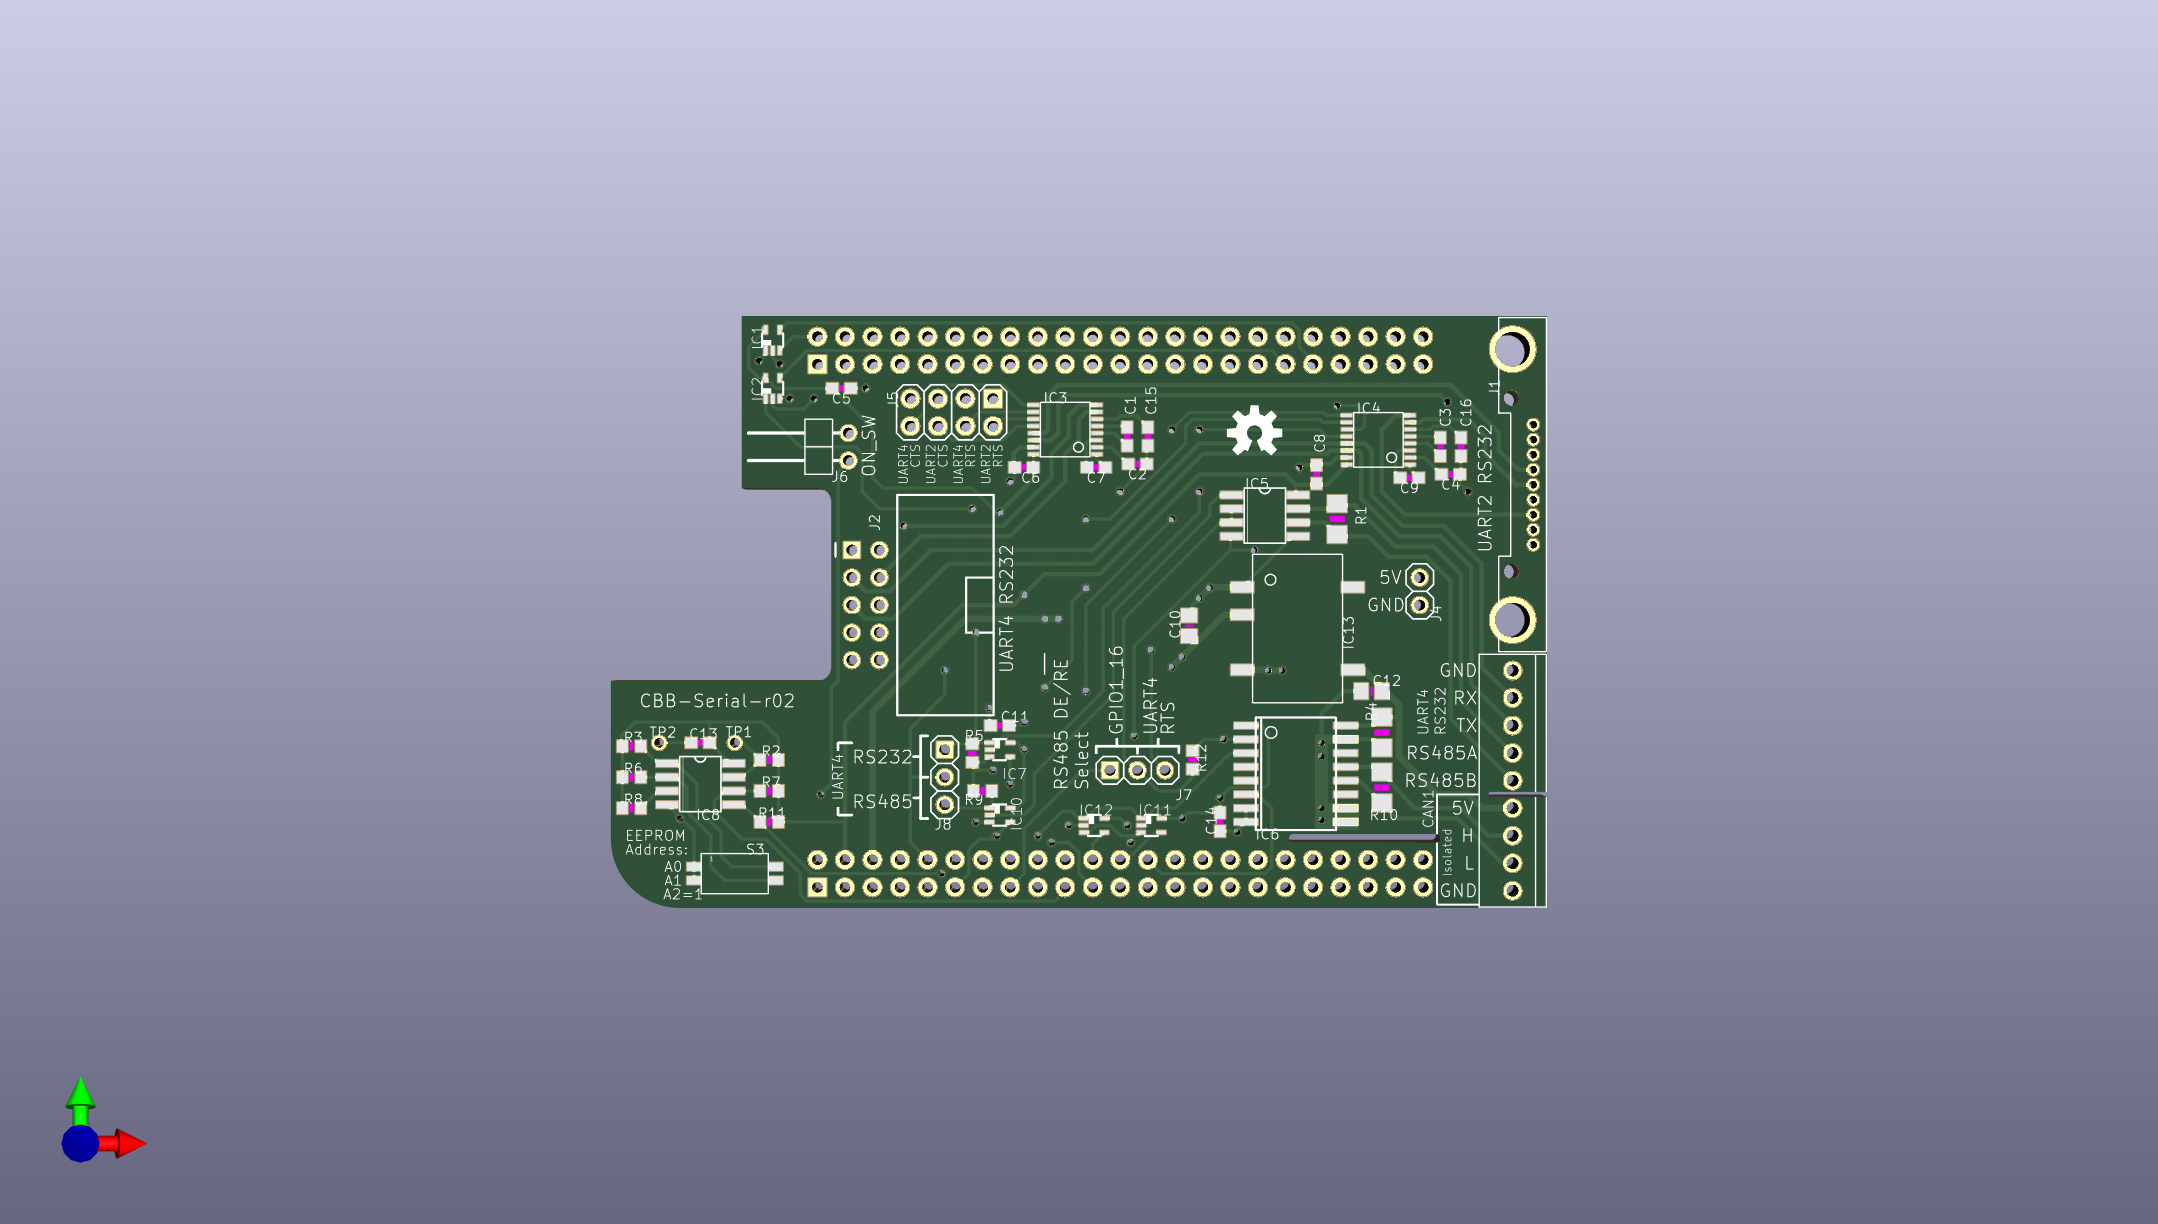 IC1
IC2
C5
J5
ON_SW
J6
UART4
CTS
UART2
CTS
UART4
RTS
UART2
RTS
IC3
C6
C7
C1
C15
C2
IC4
C8
C9
C3
C16
C4
J1
UART2 RS232
IC5
R1
J2
UART4 RS232
5V
GND
J4
C10
IC13
C12
R4
UART4
RS232
GND
RX
TX
RS485A
RS485B
5V
H
L
GND
CAN1
Isolated
CBB-Serial-r02
R3
TP2
C13
TP1
R2
R6
R7
R8
IC8
R11
EEPROM
Address:
A0
A1
A2=1
S3
1
UART4
RS232
RS485
J8
R5
C11
IC7
R9
IC10
RS485 DE/RE
Select
GPIO1_16
UART4
RTS
R12
J7
IC12
IC11
C14
IC6
R10